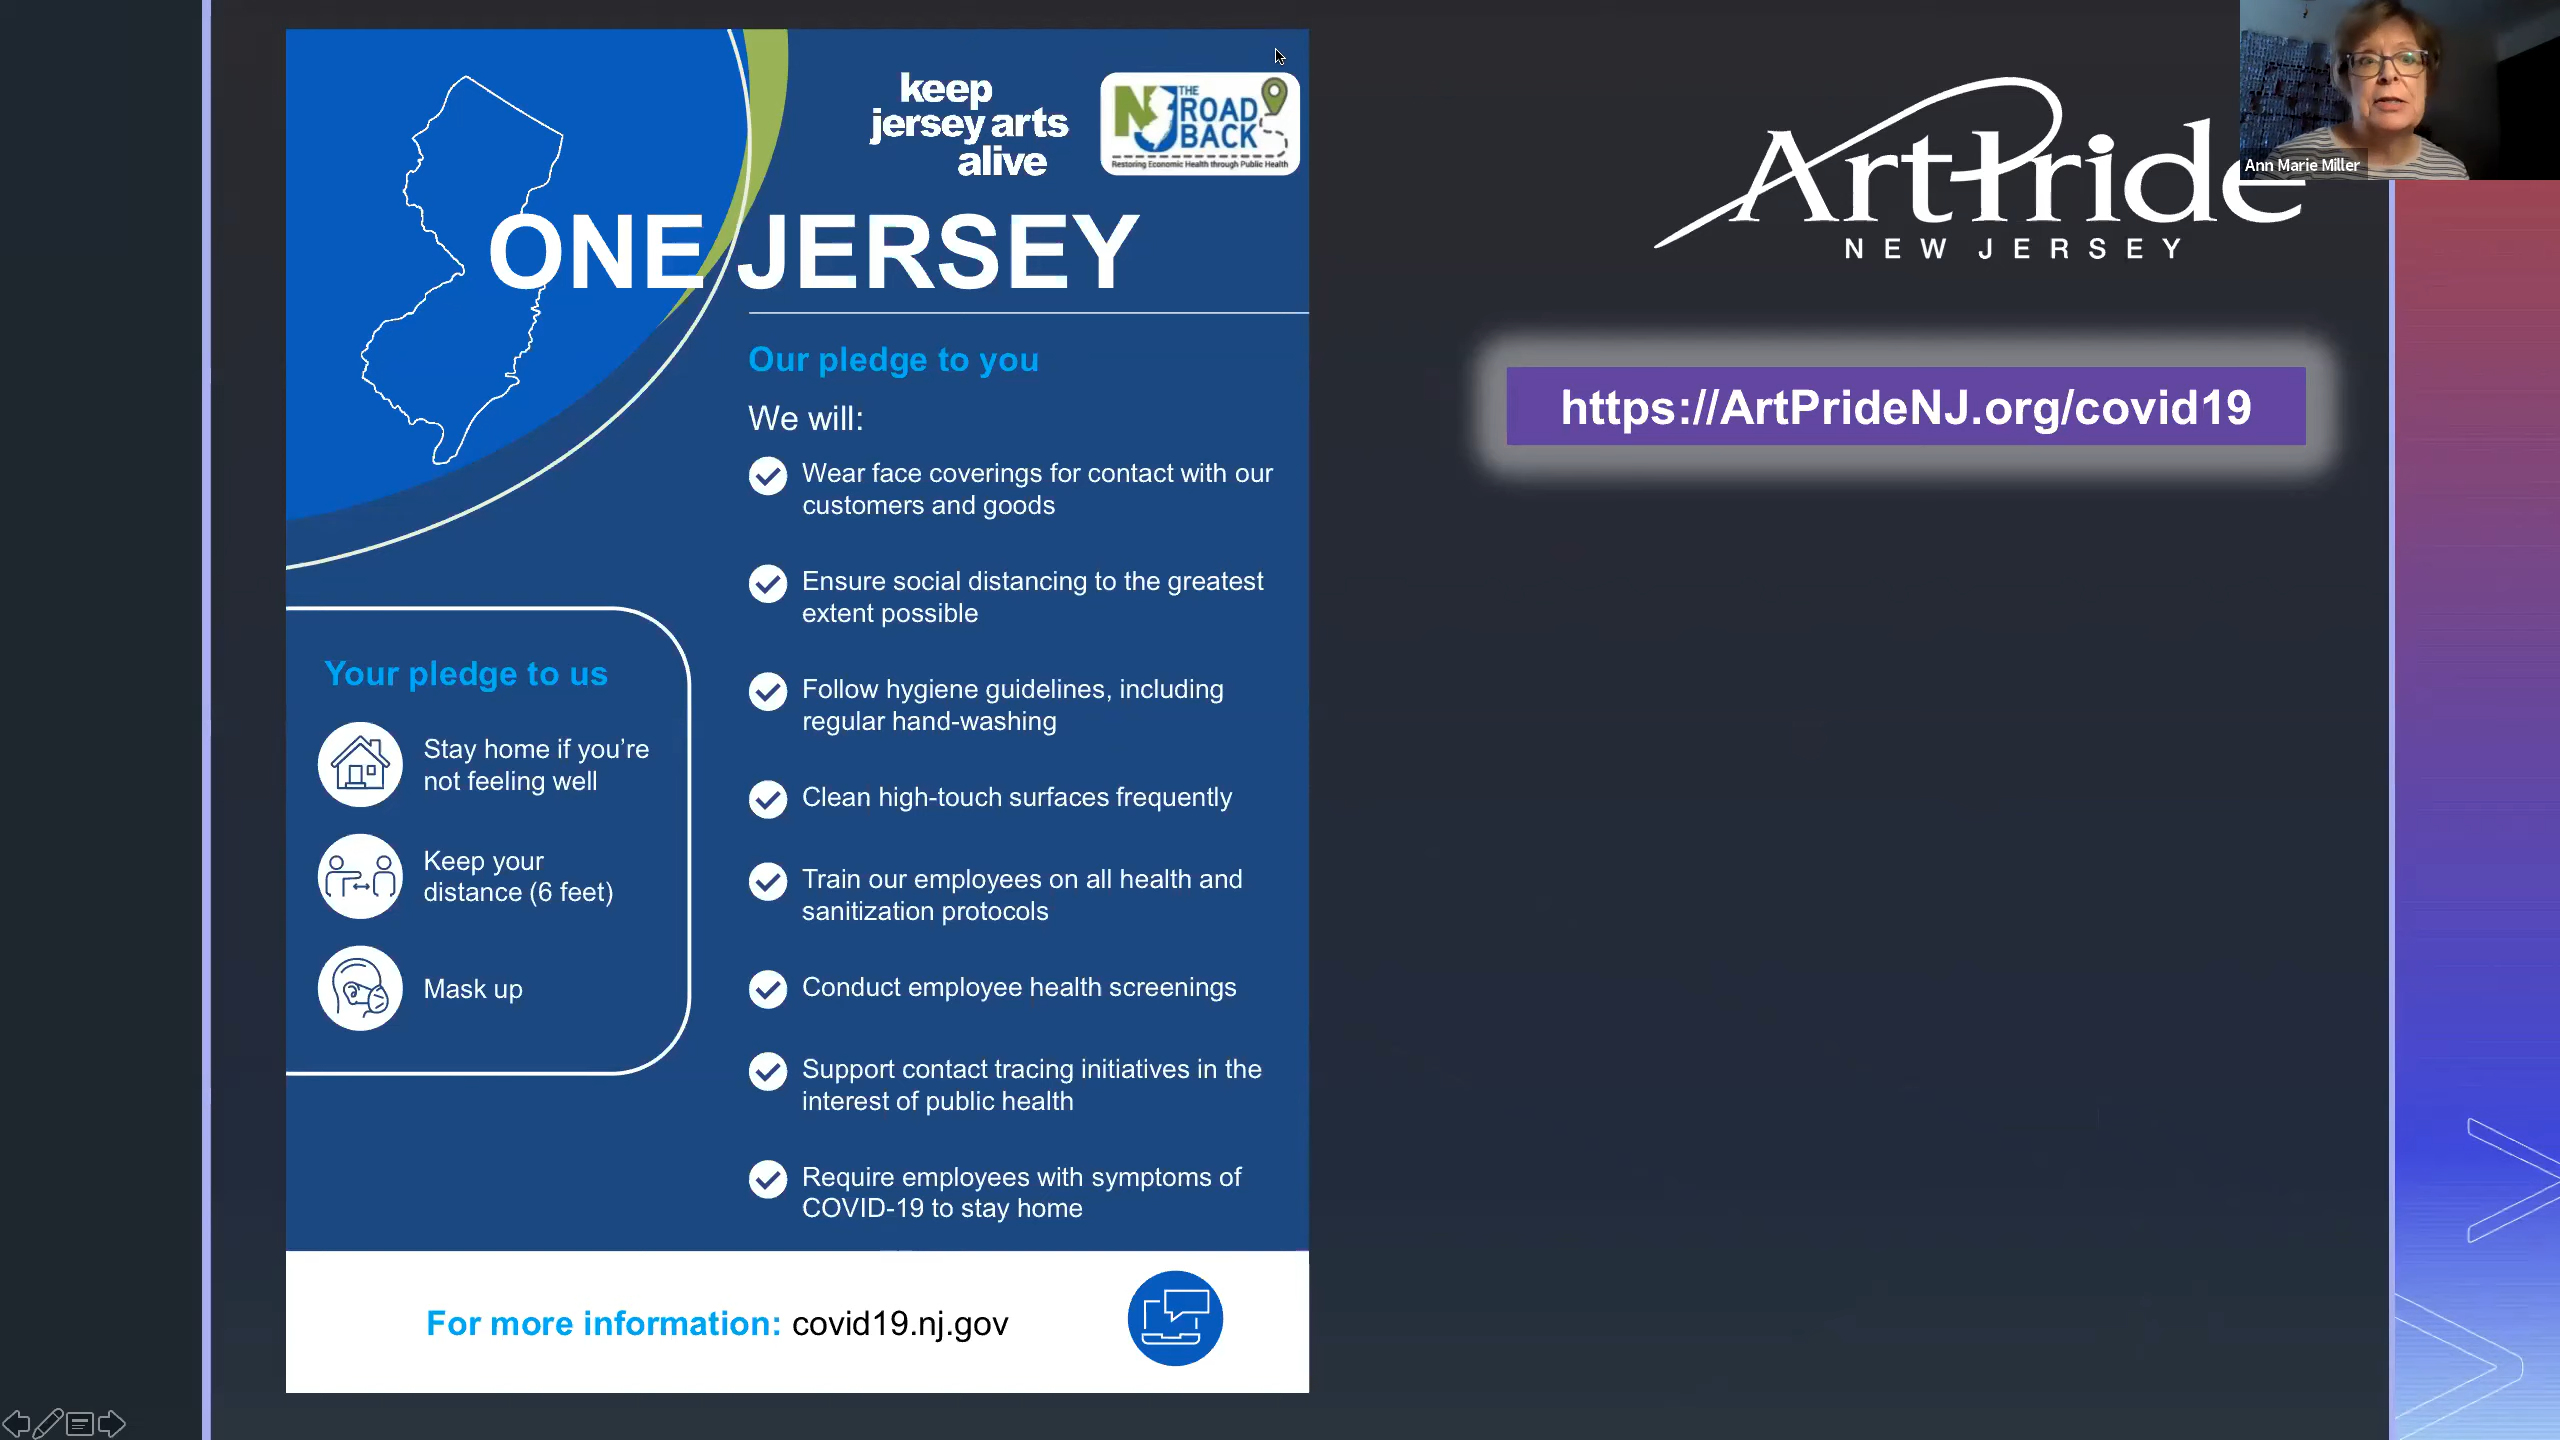 keep
jersey arts
alive
NJ THE
ROAD
BACK
Restoring Economic Health through Public Health
ONE JERSEY
Our pledge to you
We will:
Wear face coverings for contact with our
customers and goods
Ensure social distancing to the greatest
extent possible
Follow hygiene guidelines, including
regular hand-washing
Clean high-touch surfaces frequently
Train our employees on all health and
sanitization protocols
Conduct employee health screenings
Support contact tracing initiatives in the
interest of public health
Require employees with symptoms of
COVID-19 to stay home
Your pledge to us
Stay home if you’re
not feeling well
Keep your
distance (6 feet)
Mask up
For more information: covid19.nj.gov
ArtPride
NEW JERSEY
https://ArtPrideNJ.org/covid19
Ann Marie Miller